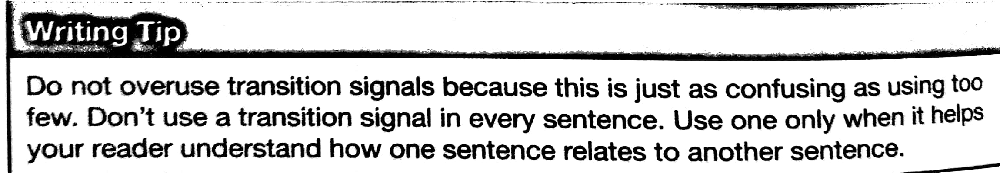 Writing Tip
Do not overuse transition signals because this is just as confusing as using too
few. Don't use a transition signal in every sentence. Use one only when it helps
your reader understand how one sentence relates to another sentence.